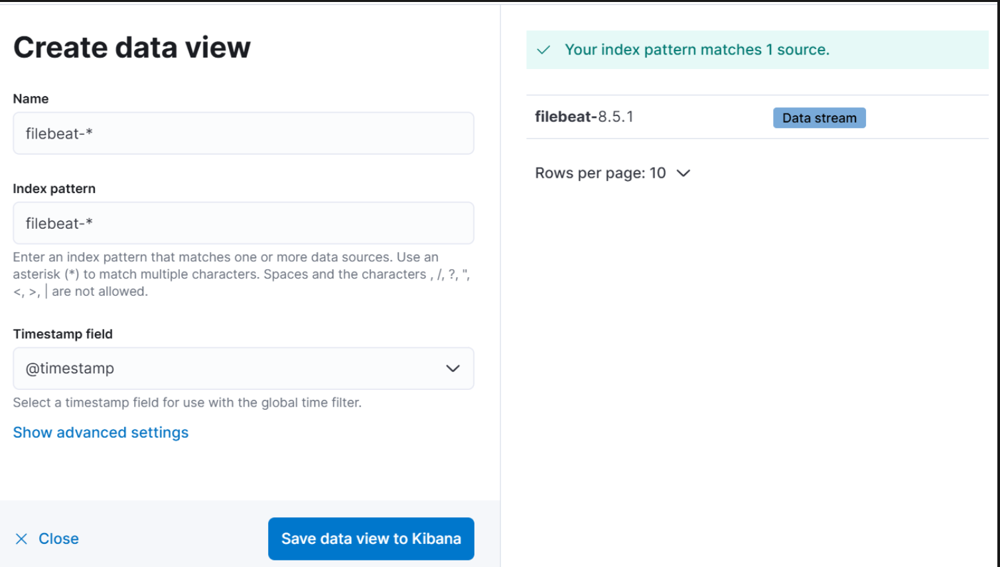 Create data view
Name
filebeat-*
Index pattern
filebeat-*
Enter an index pattern that matches one or more data sources. Use an
asterisk (*) to match multiple characters. Spaces and the characters , /, ?, ",
<, >, | are not allowed.
Timestamp field
@timestamp
Select a timestamp field for use with the global time filter.
Show advanced settings
Close
Save data view to Kibana
Your index pattern matches 1 source.
filebeat-8.5.1
Data stream
Rows per page: 10